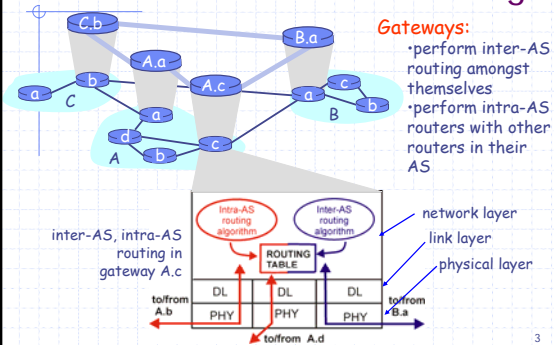 Gateways:
•perform inter-AS
routing amongst
themselves
•perform intra-AS
routers with other
routers in their
AS
C.b
B.a
A.a
A.c
a
b
C
a
c
b
B
a
d
A
b
c
inter-AS, intra-AS
routing in
gateway A.c
Intra-AS
routing
algorithm
Inter-AS
routing
algorithm
ROUTING
TABLE
DL
DL
DL
PHY
PHY
PHY
to/from
A.b
to/from A.d
to/from
B.a
network layer
link layer
physical layer
3